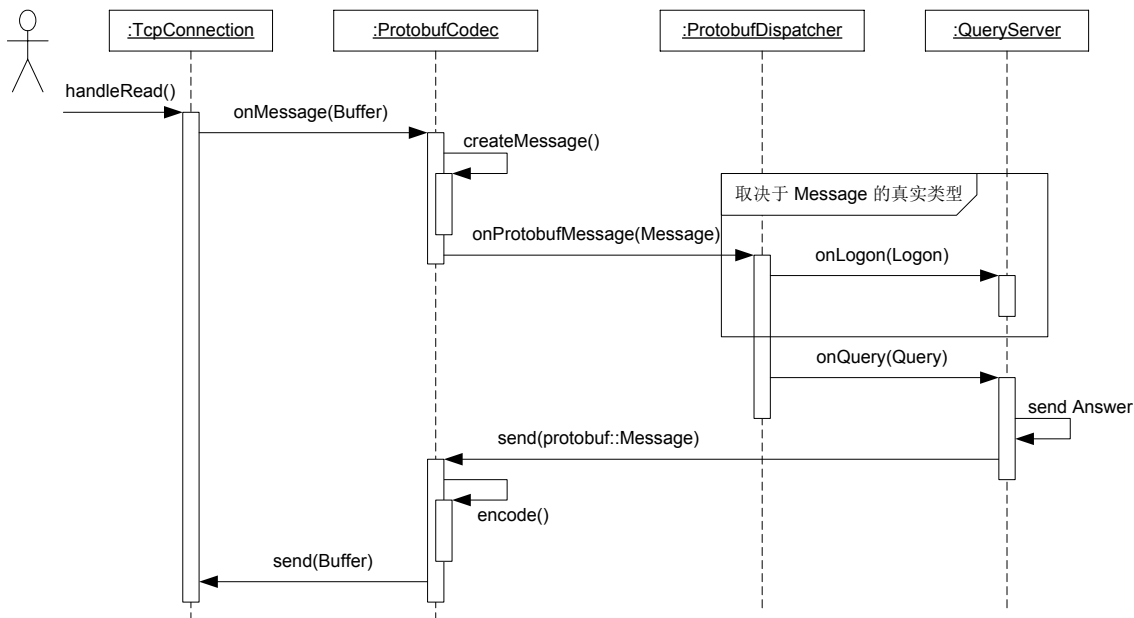 :TcpConnection
:ProtobufCodec
:ProtobufDispatcher
:QueryServer
handleRead()
onMessage(Buffer)
createMessage()
取决于 Message 的真实类型
onProtobufMessage(Message)
onLogon(Logon)
onQuery(Query)
send Answer
send(protobuf::Message)
encode()
send(Buffer)